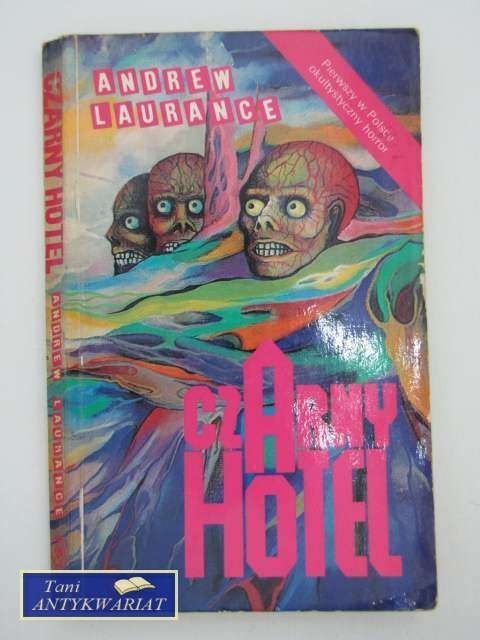 ANDREW
LAURANCE
Pierwszy w Polsce
okultystyczny horror
CZARNY
HOTEL
CZARNY HOTEL ANDREW LAURANCE
Tani
ANTYKWARIAT